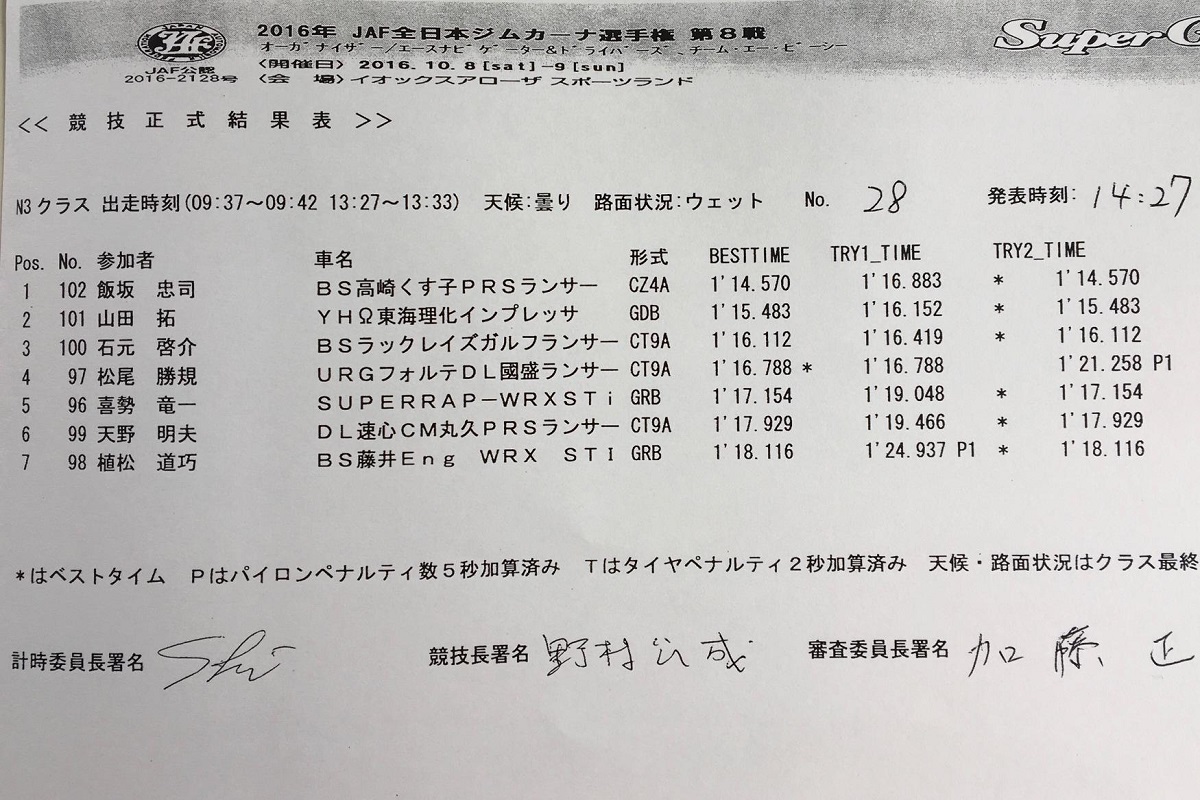 2016年 JAF全日本ジムカーナ選手権 第8戦
Super
オーガナイザー/エースナビゲーター&ドライバーズ、チーム・エー・ビーシー
JAF公認
2016-2128号
<開催日> 2016.10.8[sat]-9[sun]
<会 場>イオックスアローザ スポーツランド
<< 競 技 正 式 結 果 表 >>
N3クラス 出走時刻(09:37～09:42 13:27～13:33) 天候:曇り 路面状況:ウェット No. 28 発表時刻: 14:27
Pos. No. 参加者 車名 形式 BESTTIME TRY1_TIME TRY2_TIME
1 102 飯坂 忠司 BS高崎くす子PRSランサー CZ4A 1'14.570 1'16.883 * 1'14.570
2 101 山田 拓 YHΩ東海理化インプレッサ GDB 1'15.483 1'16.152 * 1'15.483
3 100 石元 啓介 BSラックレイズガルフランサー CT9A 1'16.112 1'16.419 * 1'16.112
4 97 松尾 勝規 URGフォルテDL國盛ランサー CT9A 1'16.788 * 1'16.788 1'21.258 P1
5 96 喜勢 竜一 SUPERRAP－WRXSTi GRB 1'17.154 1'19.048 * 1'17.154
6 99 天野 明夫 DL速心CM丸久PRSランサー CT9A 1'17.929 1'19.466 * 1'17.929
7 98 植松 道巧 BS藤井Eng WRX STI GRB 1'18.116 1'24.937 P1 * 1'18.116
*はベストタイム Pはパイロンペナルティ数5秒加算済み Tはタイヤペナルティ2秒加算済み 天候・路面状況はクラス最終
計時委員長署名 競技長署名 野村 審査委員長署名 加藤 正